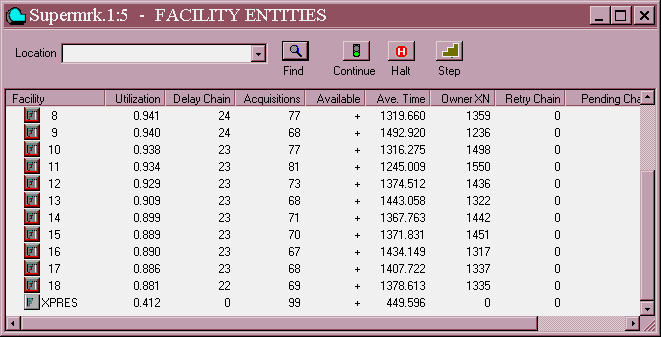 Supermrk.1:5 - FACILITY ENTITIES
Location Find Continue Halt Step
Facility Utilization Delay Chain Acquisitions Available Ave. Time Owner XN Retry Chain Pending Cha
8 0.941 24 77 + 1319.660 1359 0
9 0.940 24 68 + 1492.920 1236 0
10 0.938 23 77 + 1316.275 1498 0
11 0.934 23 81 + 1245.009 1550 0
12 0.929 23 73 + 1374.512 1436 0
13 0.909 23 68 + 1443.058 1322 0
14 0.899 23 71 + 1367.763 1442 0
15 0.889 23 70 + 1371.831 1451 0
16 0.890 23 67 + 1434.149 1317 0
17 0.886 23 68 + 1407.722 1337 0
18 0.881 22 69 + 1378.613 1335 0
XPRES 0.412 0 99 + 449.596 0 0